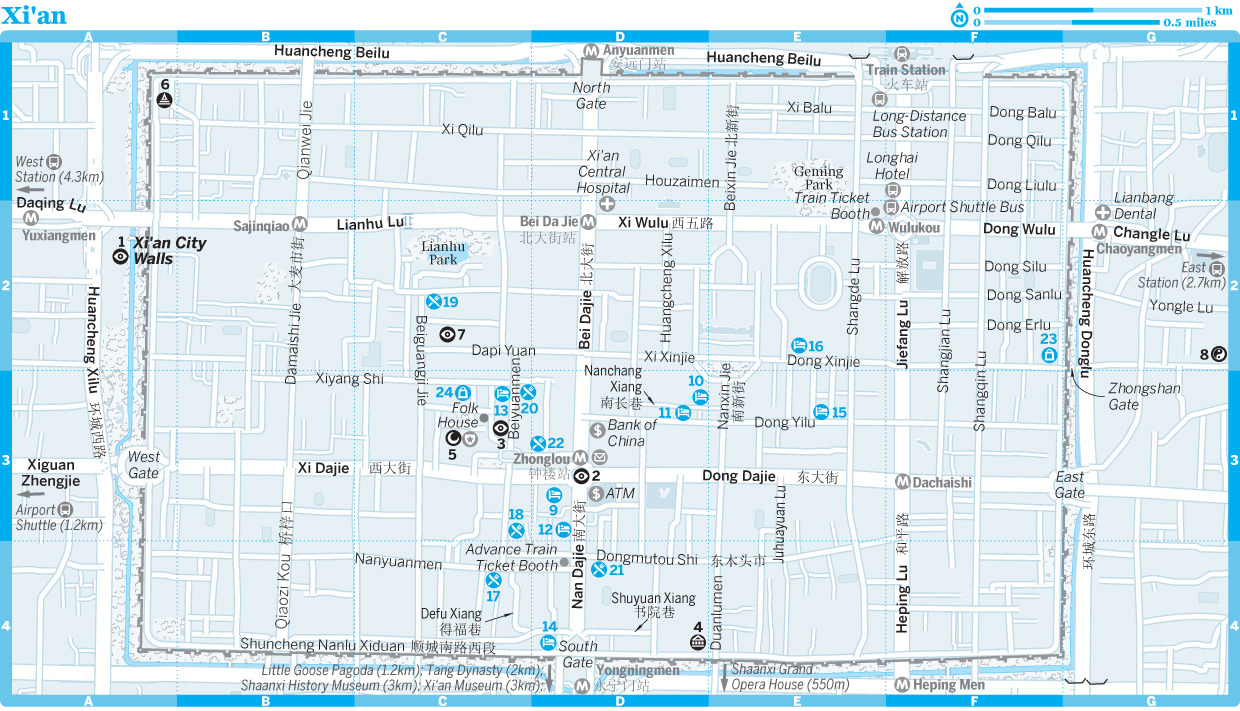 Xi'an
N
0 1 km
0 0.5 miles
A B C D E F G
Huancheng Beilu
Anyuanmen
安远门站
Huancheng Beilu
Train Station
火车站
North
Gate
6
1
1
Xi Balu
Dong Balu
Qianwei Jie
Xi Qilu
Beixin Jie 北新街
Long-Distance
Bus Station
Dong Qilu
West
Station (4.3km)
Xi'an
Central
Hospital
Houzaimen
Geming
Park
Longhai
Hotel
Dong Liulu
Daqing Lu
Yuxiangmen
Sajinqiao
Lianhu Lu
Bei Da Jie
北大街站
Xi Wulu 西五路
Train Ticket
Booth
Airport Shuttle Bus
Wulukou
Dong Wulu
Lianbang
Dental
Changle Lu
Chaoyangmen
1 Xi'an City
Walls
Lianhu
Park
East
Station (2.7km)
2
2
Huancheng Xilu 环城西路
Damaishi Jie 大麦市街
Bei Dajie 北大街
Huangcheng Xilu
Shangde Lu
解放路
Jiefang Lu
Dong Silu
Dong Sanlu
Dong Erlu
Huancheng Donglu
Yongle Lu
19
7
Beiguangji Jie
Dapi Yuan
Xi Xinjie
16
Dong Xinjie
Shangjian Lu
Shangqin Lu
23
8
Xiyang Shi
Beiyuanmen
Nanchang
Xiang
南长巷
10
11
Nanxin Jie
南新街
15
Dong Yilu
Zhongshan
Gate
24
Folk
House
13
20
3
5
22
Bank of
China
Zhonglou
钟楼站
3
3
West
Gate
Xiguan
Zhengjie
Xi Dajie 西大街
2
Dong Dajie 东大街
Dachaishi
East
Gate
Airport
Shuttle (1.2km)
ATM
9
18
12
南大街
Nan Dajie
Juhuayuan Lu
和平路
Heping Lu
环城东路
Qiaozi Kou 桥梓口
Nanyuanmen
Advance Train
Ticket Booth
Dongmutou Shi 东木头市
21
17
Defu Xiang
得福巷
Shuyuan Xiang
书院巷
Duanlumen
4
4
14
4
Shuncheng Nanlu Xiduan 顺城南路西段
South
Gate
Little Goose Pagoda (1.2km); Tang Dynasty (2km);
Shaanxi History Museum (3km); Xi'an Museum (3km);
Yongningmen
永宁门站
Shaanxi Grand
Opera House (550m)
Heping Men
A B C D E F G